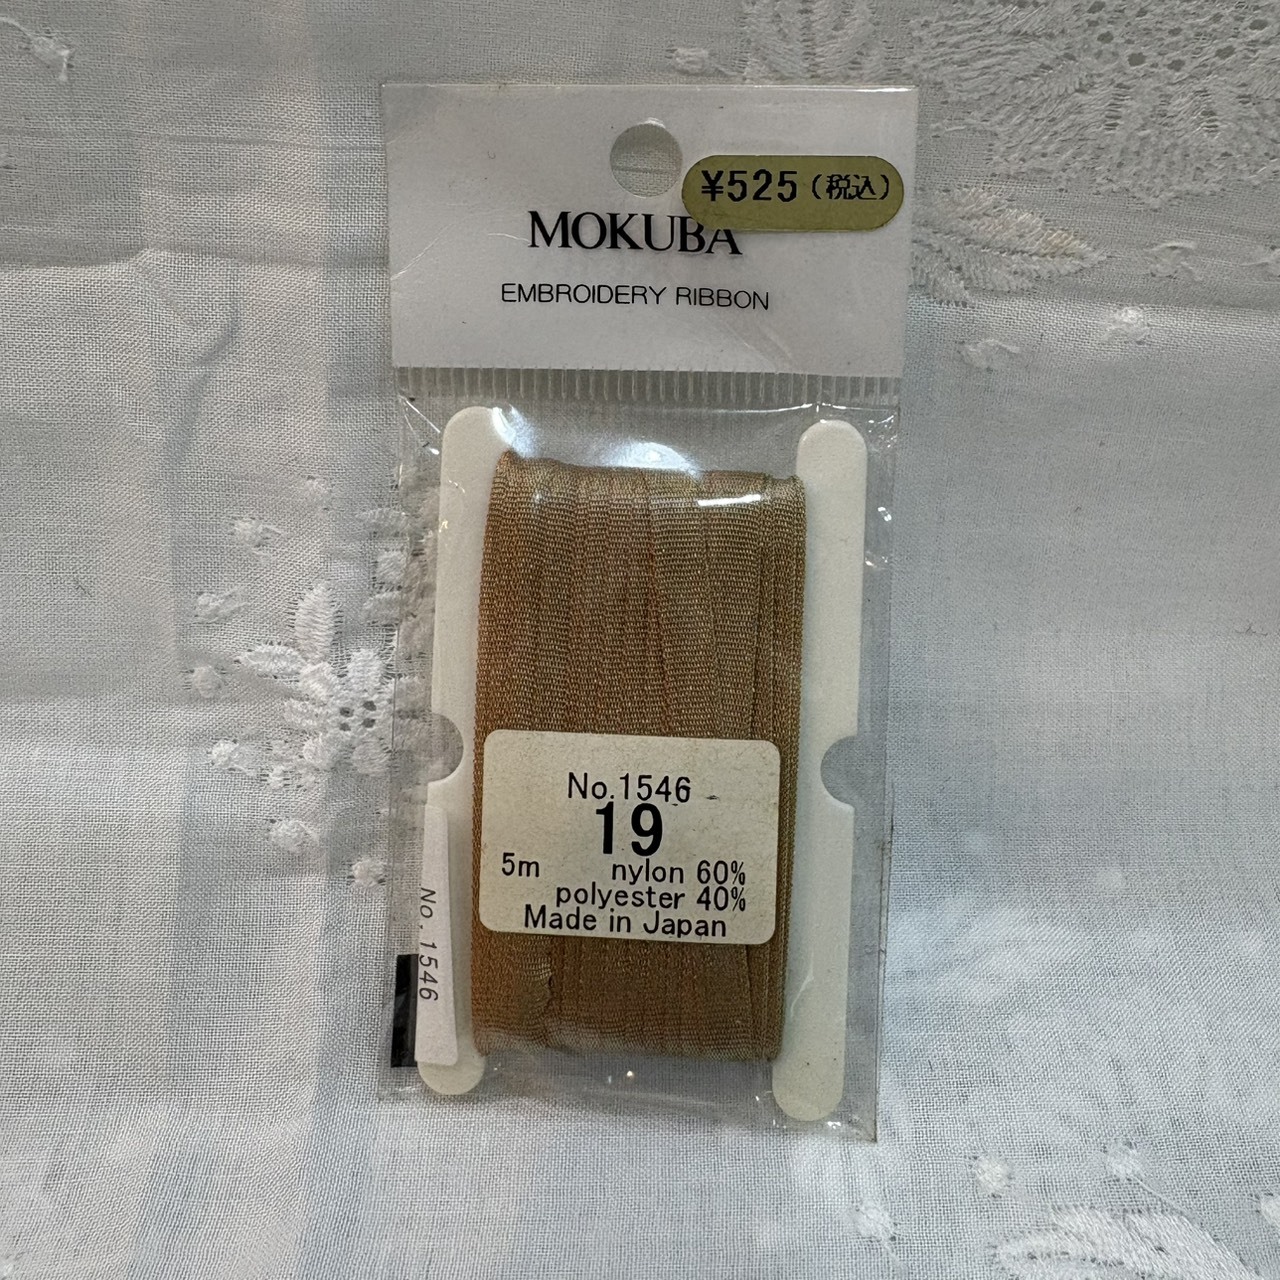 ¥525(税込)
MOKUBA
EMBROIDERY RIBBON
No.1546
19
5m nylon 60%
polyester 40%
Made in Japan
No.1546